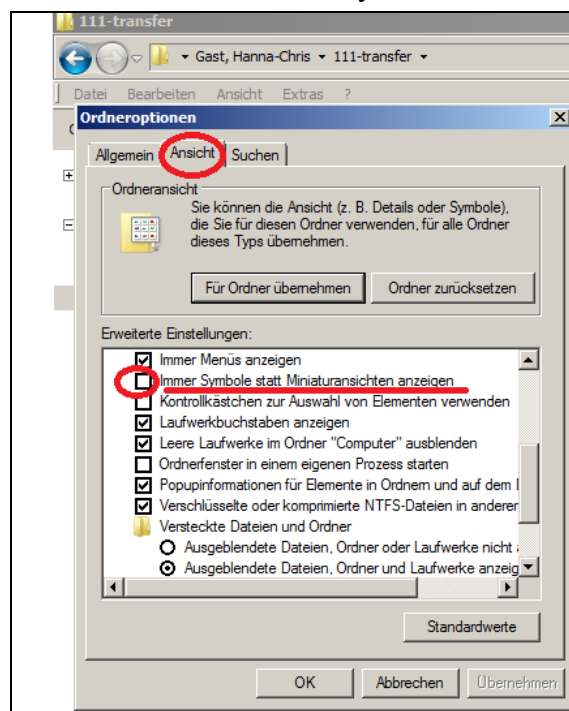 111-transfer
Gast, Hanna-Chris 111-transfer
Datei Bearbeiten Ansicht Extras ?
Ordneroptionen
Allgemein Ansicht Suchen
Ordneransicht
Sie können die Ansicht (z. B. Details oder Symbole),
die Sie für diesen Ordner verwenden, für alle Ordner
dieses Typs übernehmen.
Für Ordner übernehmen Ordner zurücksetzen
Erweiterte Einstellungen:
Immer Menüs anzeigen
Immer Symbole statt Miniaturansichten anzeigen
Kontrollkästchen zur Auswahl von Elementen verwenden
Laufwerkbuchstaben anzeigen
Leere Laufwerke im Ordner "Computer" ausblenden
Ordnerfenster in einem eigenen Prozess starten
Popupinformationen für Elemente in Ordnern und auf dem
Verschlüsselte oder komprimierte NTFS-Dateien in anderer
Versteckte Dateien und Ordner
Ausgeblendete Dateien, Ordner oder Laufwerke nicht
Ausgeblendete Dateien, Ordner und Laufwerke anzeig
Standardwerte
OK Abbrechen Übernehmen